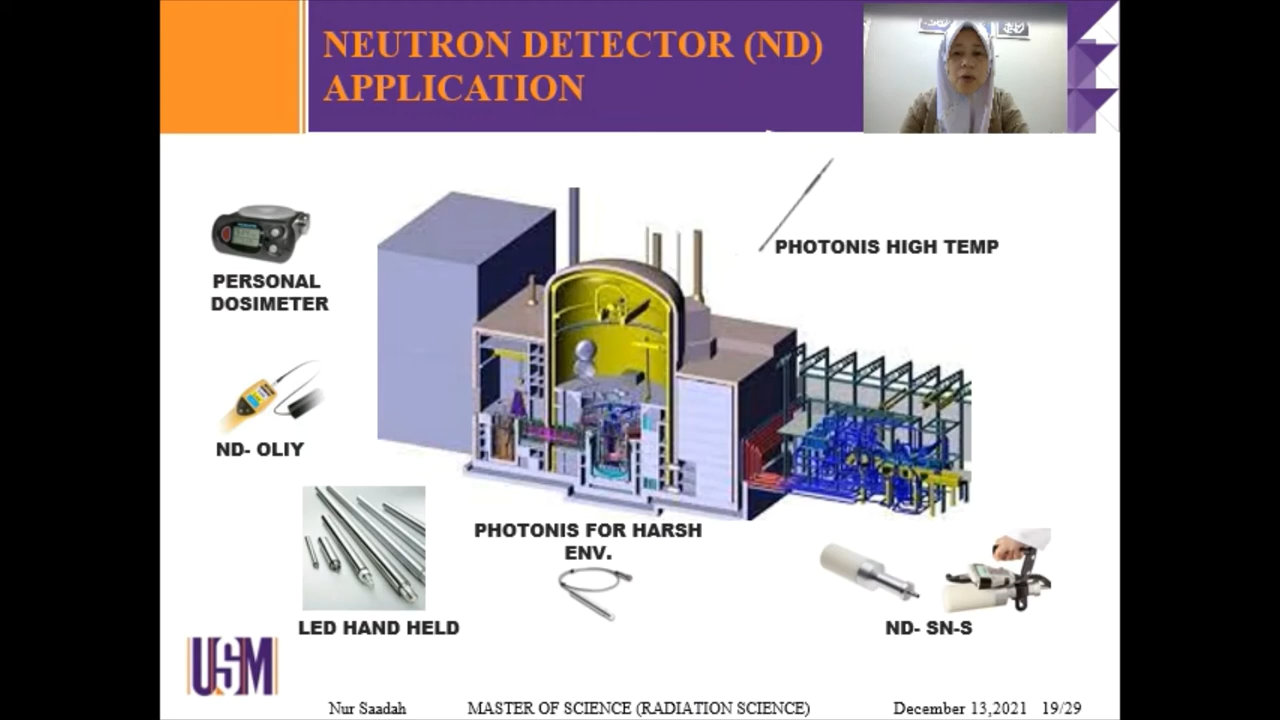 NEUTRON DETECTOR (ND)
APPLICATION
PHOTONIS HIGH TEMP
PERSONAL
DOSIMETER
ND- OLIY
PHOTONIS FOR HARSH
ENV.
LED HAND HELD
ND- SN-S
USM
Nur Saadah MASTER OF SCIENCE (RADIATION SCIENCE) December 13,2021 19/29